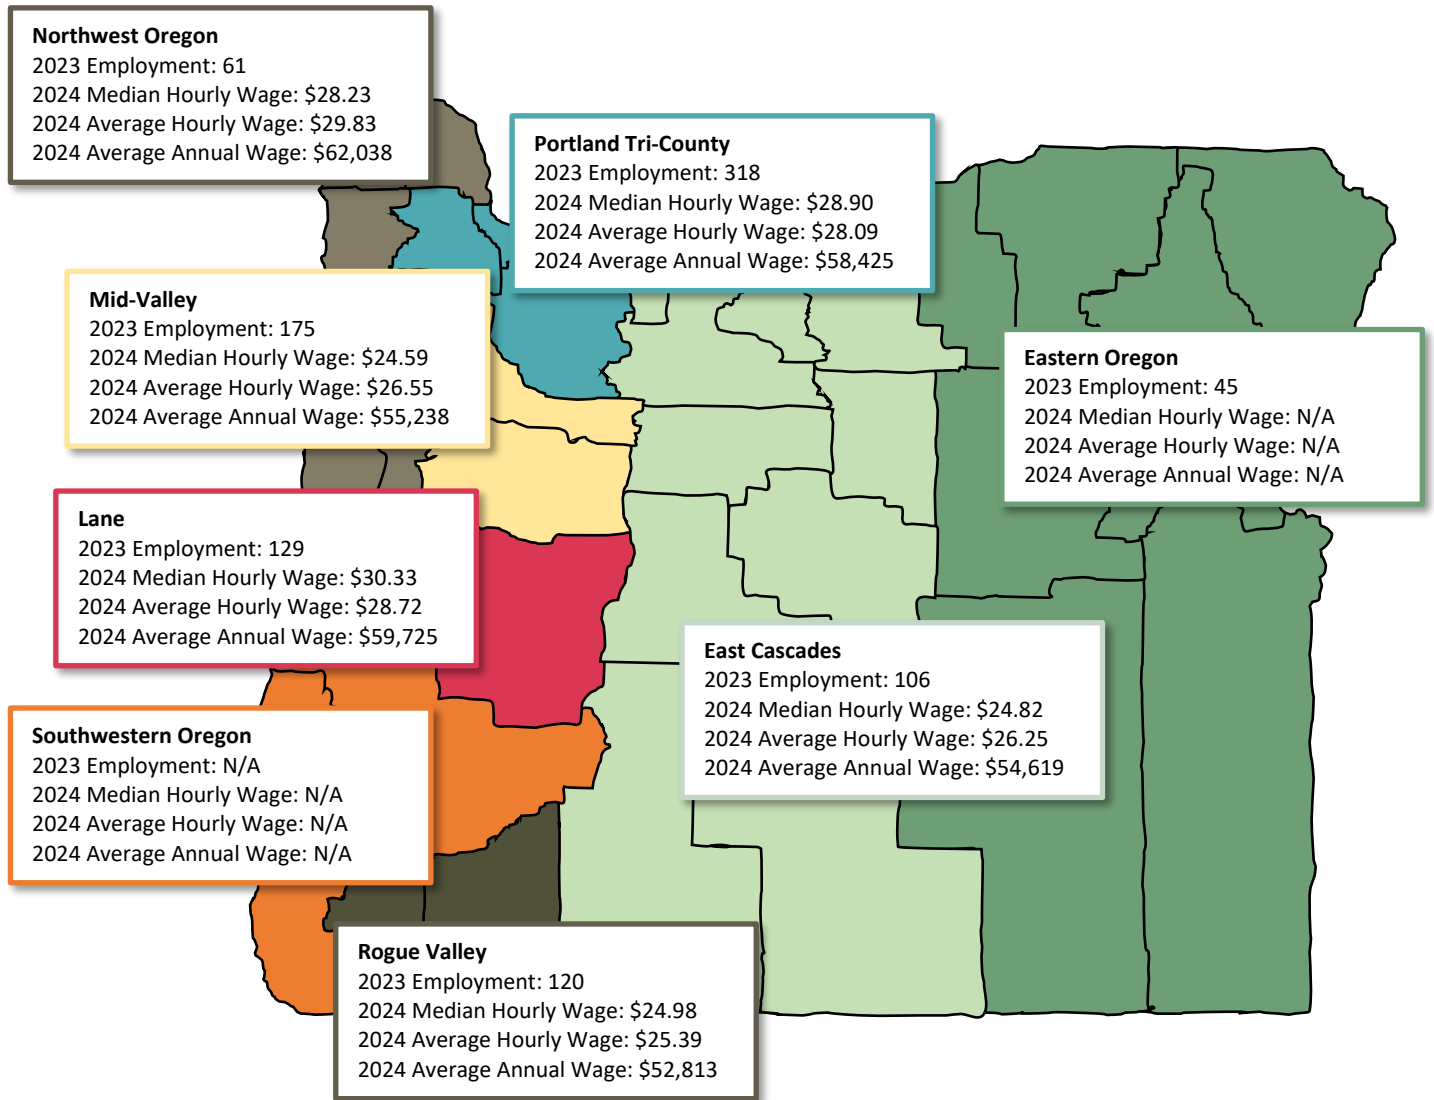 Northwest Oregon
2023 Employment: 61
2024 Median Hourly Wage: $28.23
2024 Average Hourly Wage: $29.83
2024 Average Annual Wage: $62,038
Portland Tri-County
2023 Employment: 318
2024 Median Hourly Wage: $28.90
2024 Average Hourly Wage: $28.09
2024 Average Annual Wage: $58,425
Mid-Valley
2023 Employment: 175
2024 Median Hourly Wage: $24.59
2024 Average Hourly Wage: $26.55
2024 Average Annual Wage: $55,238
Eastern Oregon
2023 Employment: 45
2024 Median Hourly Wage: N/A
2024 Average Hourly Wage: N/A
2024 Average Annual Wage: N/A
Lane
2023 Employment: 129
2024 Median Hourly Wage: $30.33
2024 Average Hourly Wage: $28.72
2024 Average Annual Wage: $59,725
East Cascades
2023 Employment: 106
2024 Median Hourly Wage: $24.82
2024 Average Hourly Wage: $26.25
2024 Average Annual Wage: $54,619
Southwestern Oregon
2023 Employment: N/A
2024 Median Hourly Wage: N/A
2024 Average Hourly Wage: N/A
2024 Average Annual Wage: N/A
Rogue Valley
2023 Employment: 120
2024 Median Hourly Wage: $24.98
2024 Average Hourly Wage: $25.39
2024 Average Annual Wage: $52,813